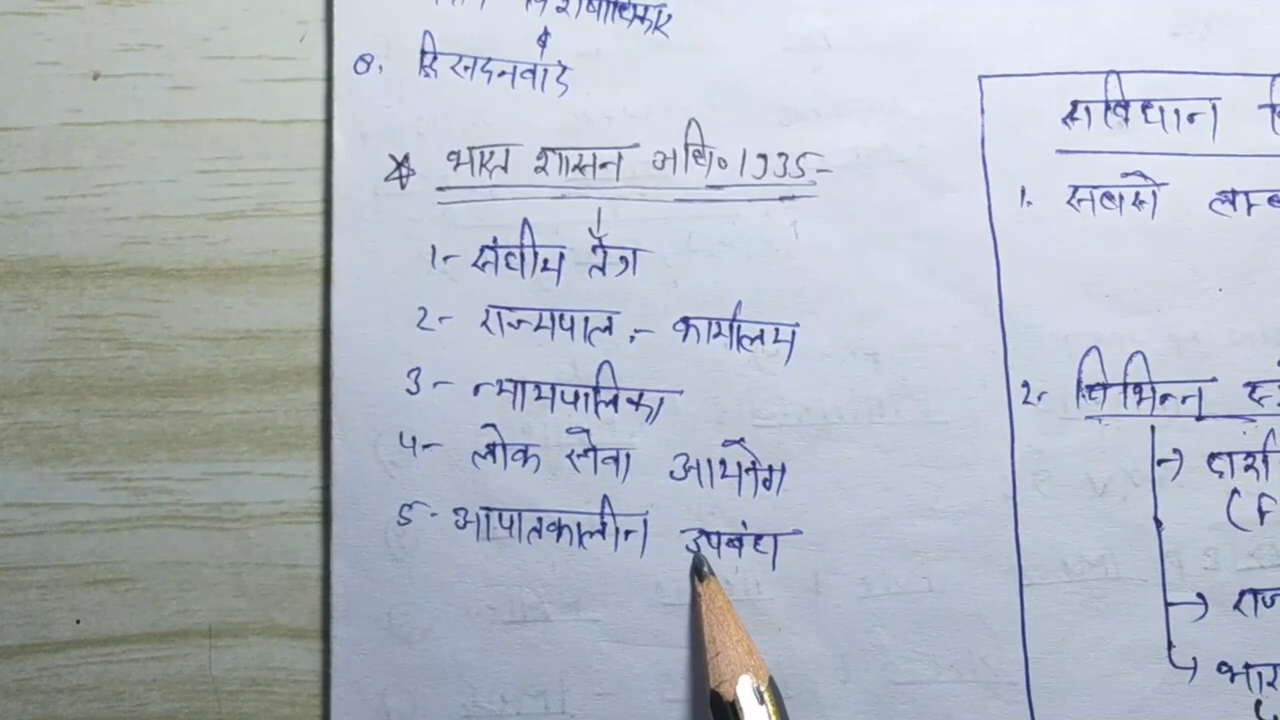 8. द्विसदनवाद
भारत शासन अधि० 1935-
1- संघीय तंत्र
2- राज्यपाल - कार्यालय
3- न्यायपालिका
4- लोक सेवा आयोग
5- आपातकालीन उपबंध
संविधान
1. सबसे
2. विभिन्न